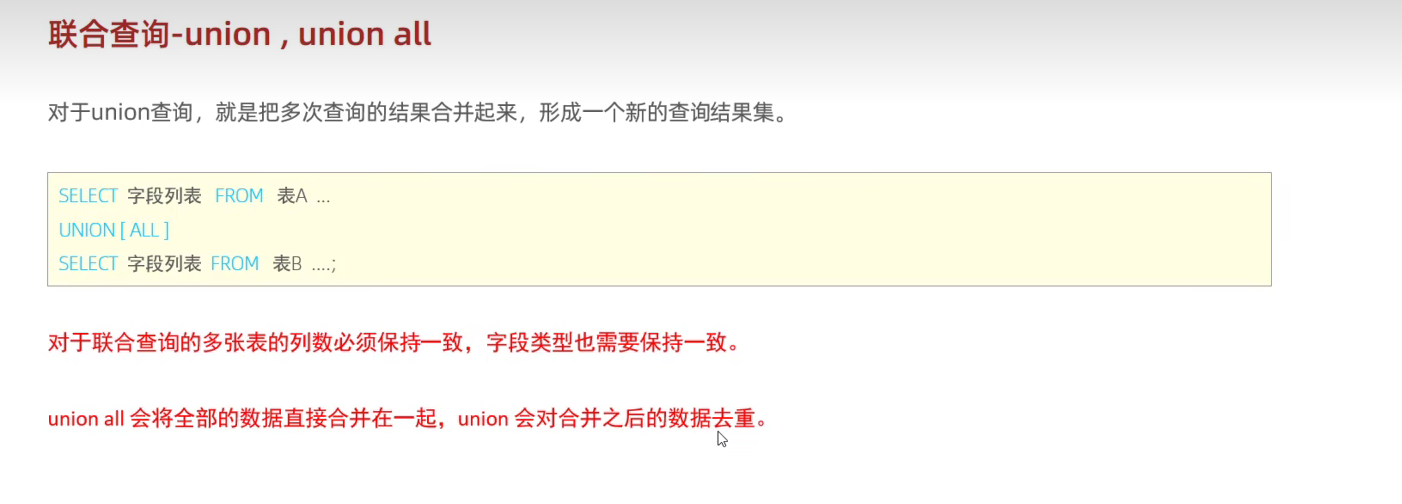 联合查询-union , union all
对于union查询，就是把多次查询的结果合并起来，形成一个新的查询结果集。
SELECT 字段列表 FROM 表A ...
UNION [ ALL ]
SELECT 字段列表 FROM 表B ....;
对于联合查询的多张表的列数必须保持一致，字段类型也需要保持一致。
union all 会将全部的数据直接合并在一起，union 会对合并之后的数据去重。